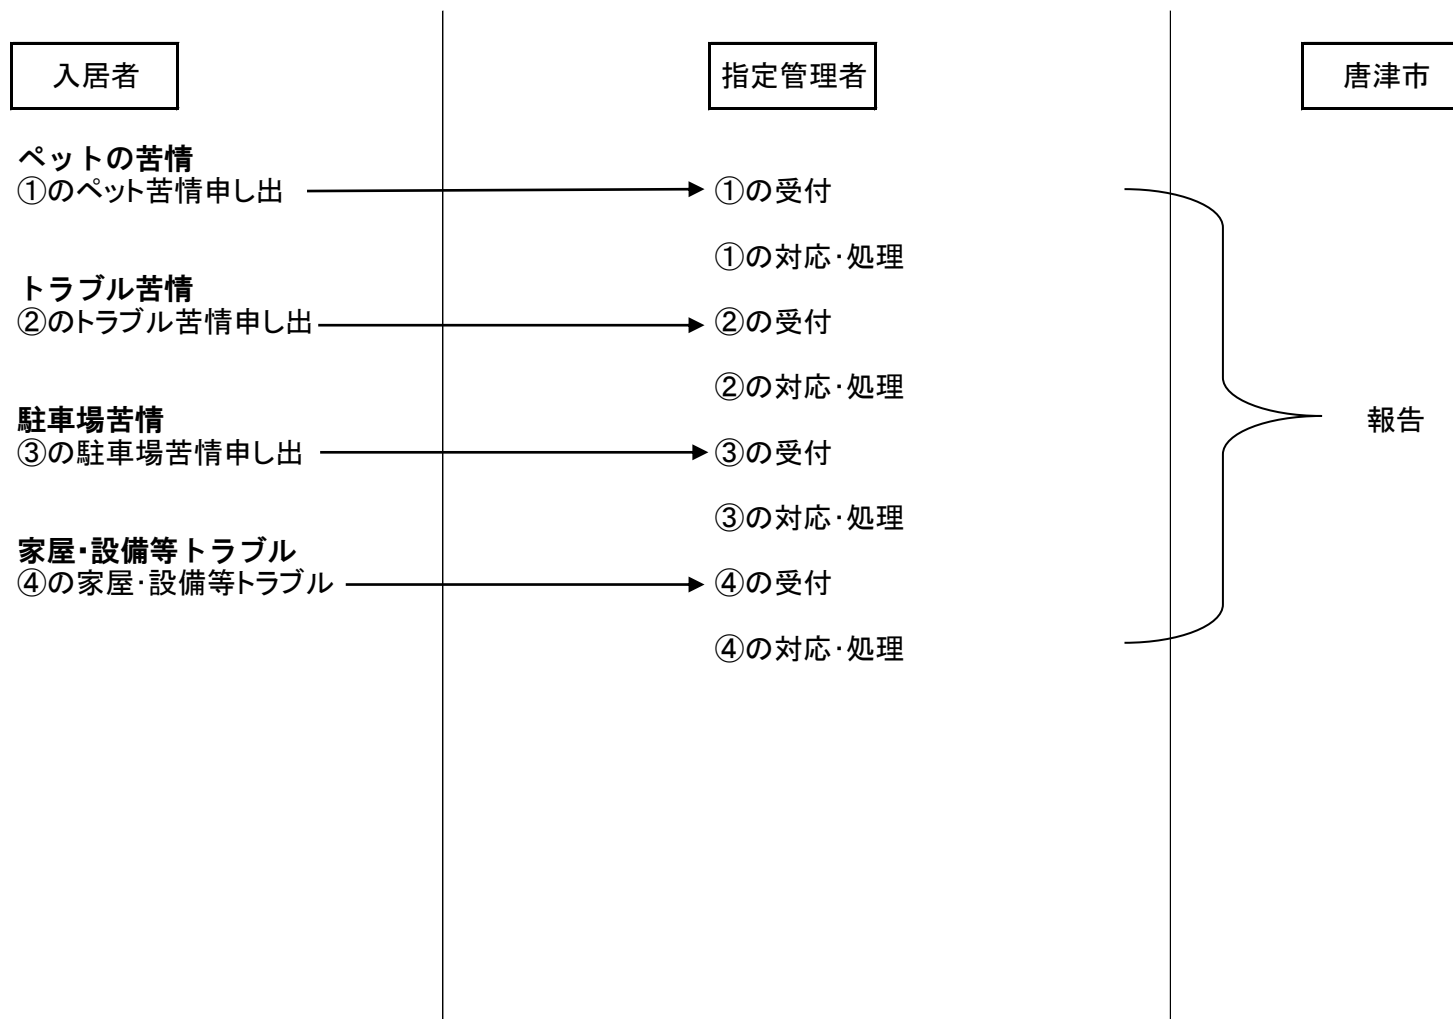 入居者
指定管理者
唐津市
ペットの苦情
①のペット苦情申し出
①の受付
①の対応・処理
トラブル苦情
②のトラブル苦情申し出
②の受付
②の対応・処理
駐車場苦情
報告
③の駐車場苦情申し出
③の受付
③の対応・処理
家屋・設備等トラブル
④の家屋・設備等トラブル
④の受付
④の対応・処理